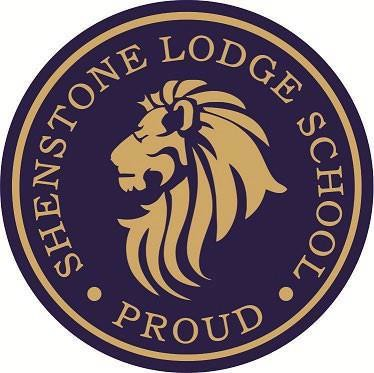 SHENSTONE LODGE SCHOOL
• PROUD •